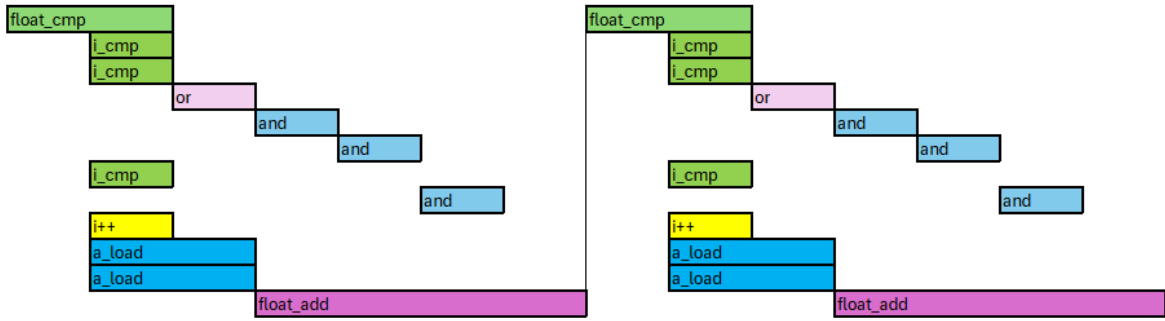 float_cmp float_cmp
i_cmp i_cmp
i_cmp i_cmp
or or
and and
and and
i_cmp i_cmp
and and
i++ i++
a_load a_load
a_load a_load
float_add float_add